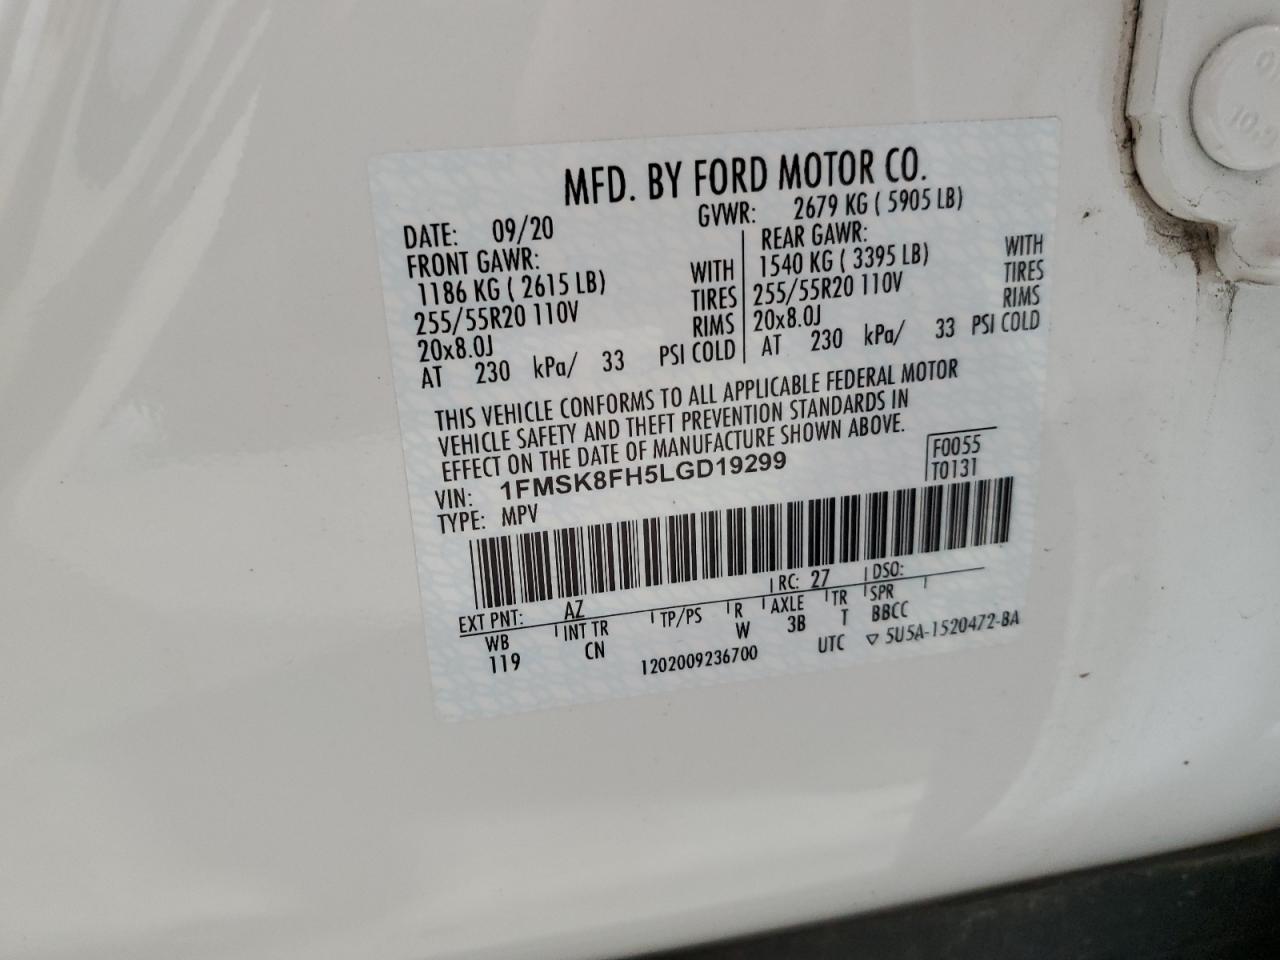 MFD. BY FORD MOTOR CO.
DATE: 09/20 GVWR: 2679 KG ( 5905 LB)
FRONT GAWR:
1186 KG ( 2615 LB) WITH
255/55R20 110V TIRES
20x8.0J RIMS
AT 230 kPa/ 33 PSI COLD
REAR GAWR:
1540 KG ( 3395 LB) WITH
255/55R20 110V TIRES
20x8.0J RIMS
AT 230 kPa/ 33 PSI COLD
THIS VEHICLE CONFORMS TO ALL APPLICABLE FEDERAL MOTOR
VEHICLE SAFETY AND THEFT PREVENTION STANDARDS IN
EFFECT ON THE DATE OF MANUFACTURE SHOWN ABOVE.
F0055
T0131
VIN: 1FMSK8FH5LGD19299
TYPE: MPV
EXT PNT: AZ RC: 27 DSO:
WB INT TR TP/PS R AXLE TR SPR
119 CN W 3B T BBCC
1202009236700 UTC ▽ 5U5A-1520472-BA